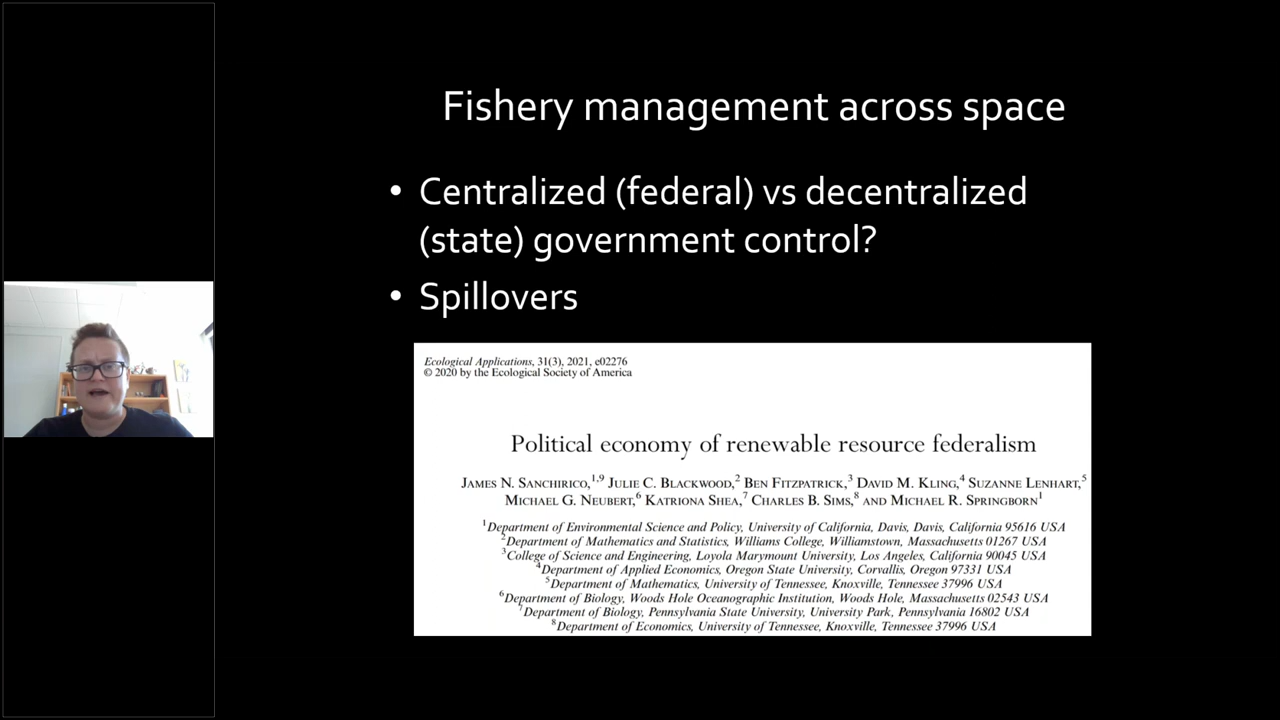 Fishery management across space
• Centralized (federal) vs decentralized
(state) government control?
• Spillovers
Ecological Applications, 31(3), 2021, e02276
© 2020 by the Ecological Society of America
Political economy of renewable resource federalism
JAMES N. SANCHIRICO,1,9 JULIE C. BLACKWOOD,2 BEN FITZPATRICK,3 DAVID M. KLING,4 SUZANNE LENHART,5
MICHAEL G. NEUBERT,6 KATRIONA SHEA,7 CHARLES B. SIMS,8 AND MICHAEL R. SPRINGBORN1
1Department of Environmental Science and Policy, University of California, Davis, Davis, California 95616 USA
2Department of Mathematics and Statistics, Williams College, Williamstown, Massachusetts 01267 USA
3College of Science and Engineering, Loyola Marymount University, Los Angeles, California 90045 USA
4Department of Applied Economics, Oregon State University, Corvallis, Oregon 97331 USA
5Department of Mathematics, University of Tennessee, Knoxville, Tennessee 37996 USA
6Department of Biology, Woods Hole Oceanographic Institution, Woods Hole, Massachusetts 02543 USA
7Department of Biology, Pennsylvania State University, University Park, Pennsylvania 16802 USA
8Department of Economics, University of Tennessee, Knoxville, Tennessee 37996 USA